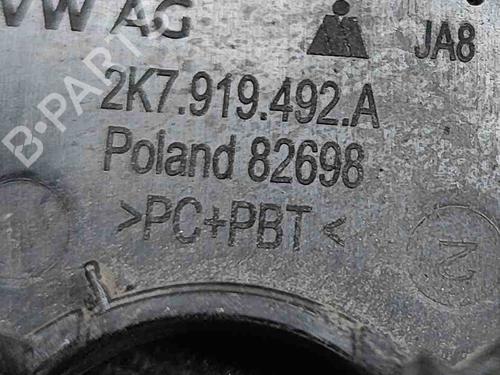 VW AG
JA8
2K7.919.492.A
Poland 82698
>PC+PBT<
B-PARTS